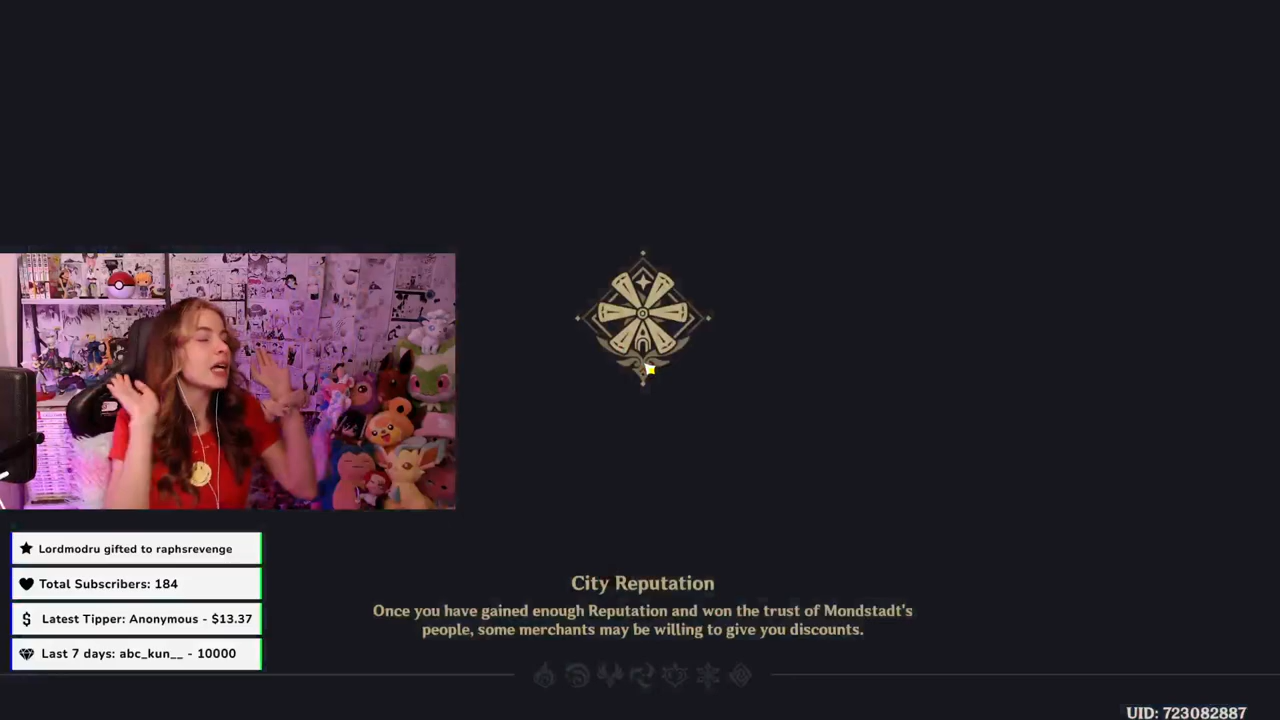 Lordmodru gifted to raphsrevenge
Total Subscribers: 184
Latest Tipper: Anonymous - $13.37
Last 7 days: abc_kun__ - 10000
City Reputation
Once you have gained enough Reputation and won the trust of Mondstadt's
people, some merchants may be willing to give you discounts.
UID: 723082887